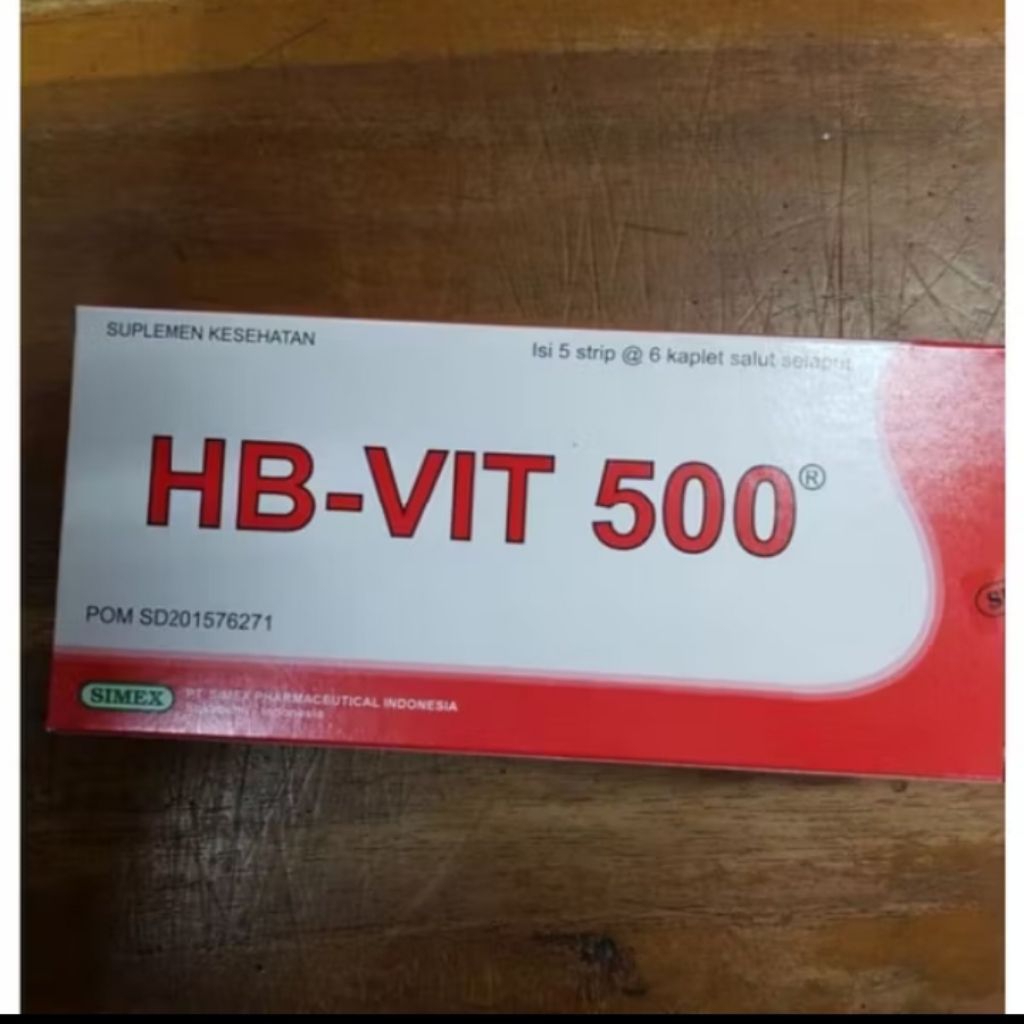 SUPLEMEN KESEHATAN
Isi 5 strip @ 6 kaplet salut selaput
HB-VIT 500®
POM SD201576271
SIMEX
PT. SIMEX PHARMACEUTICAL INDONESIA
Indonesia